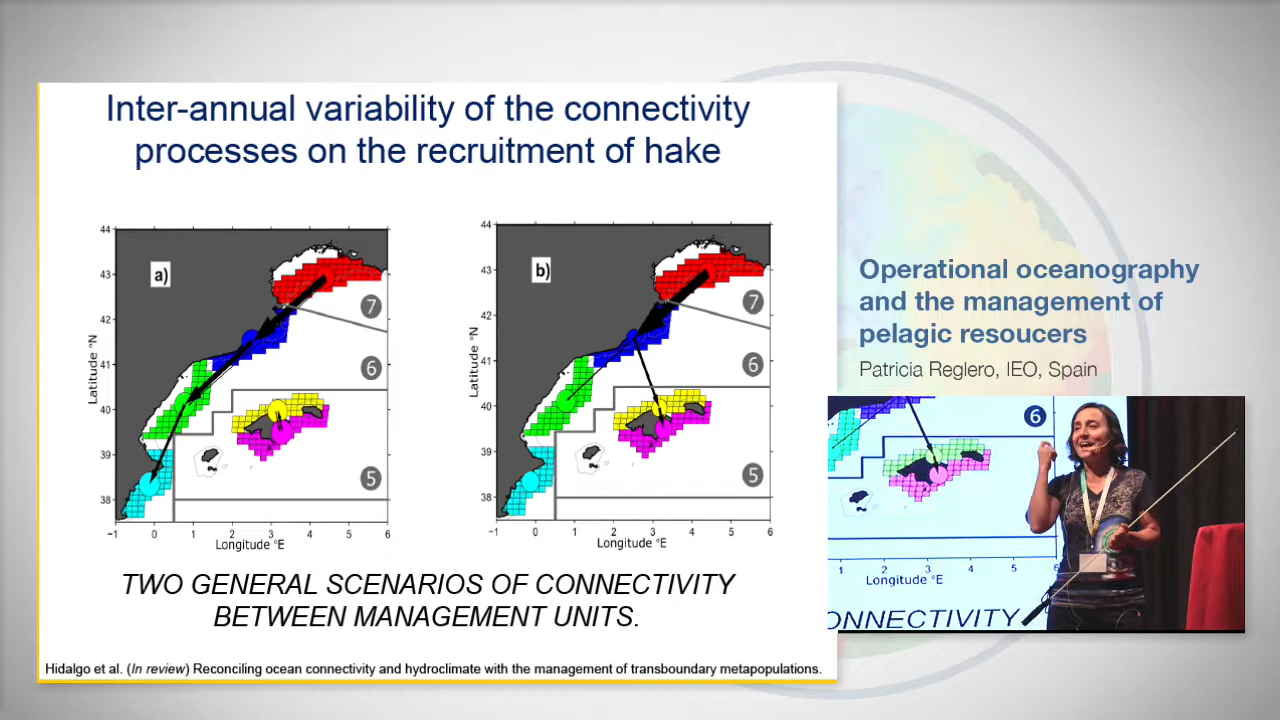 Inter-annual variability of the connectivity
processes on the recruitment of hake
a)
7
6
5
44
43
42
41
40
39
38
Latitude °N
−1 0 1 2 3 4 5 6
Longitude °E
b)
7
6
5
44
43
42
41
40
39
38
Latitude °N
−1 0 1 2 3 4 5 6
Longitude °E
TWO GENERAL SCENARIOS OF CONNECTIVITY
BETWEEN MANAGEMENT UNITS.
Hidalgo et al. (In review) Reconciling ocean connectivity and hydroclimate with the management of transboundary metapopulations.
Operational oceanography
and the management of
pelagic resoucers
Patricia Reglero, IEO, Spain
6
1 2 3 4 5 6
Longitude °E
ONNECTIVITY